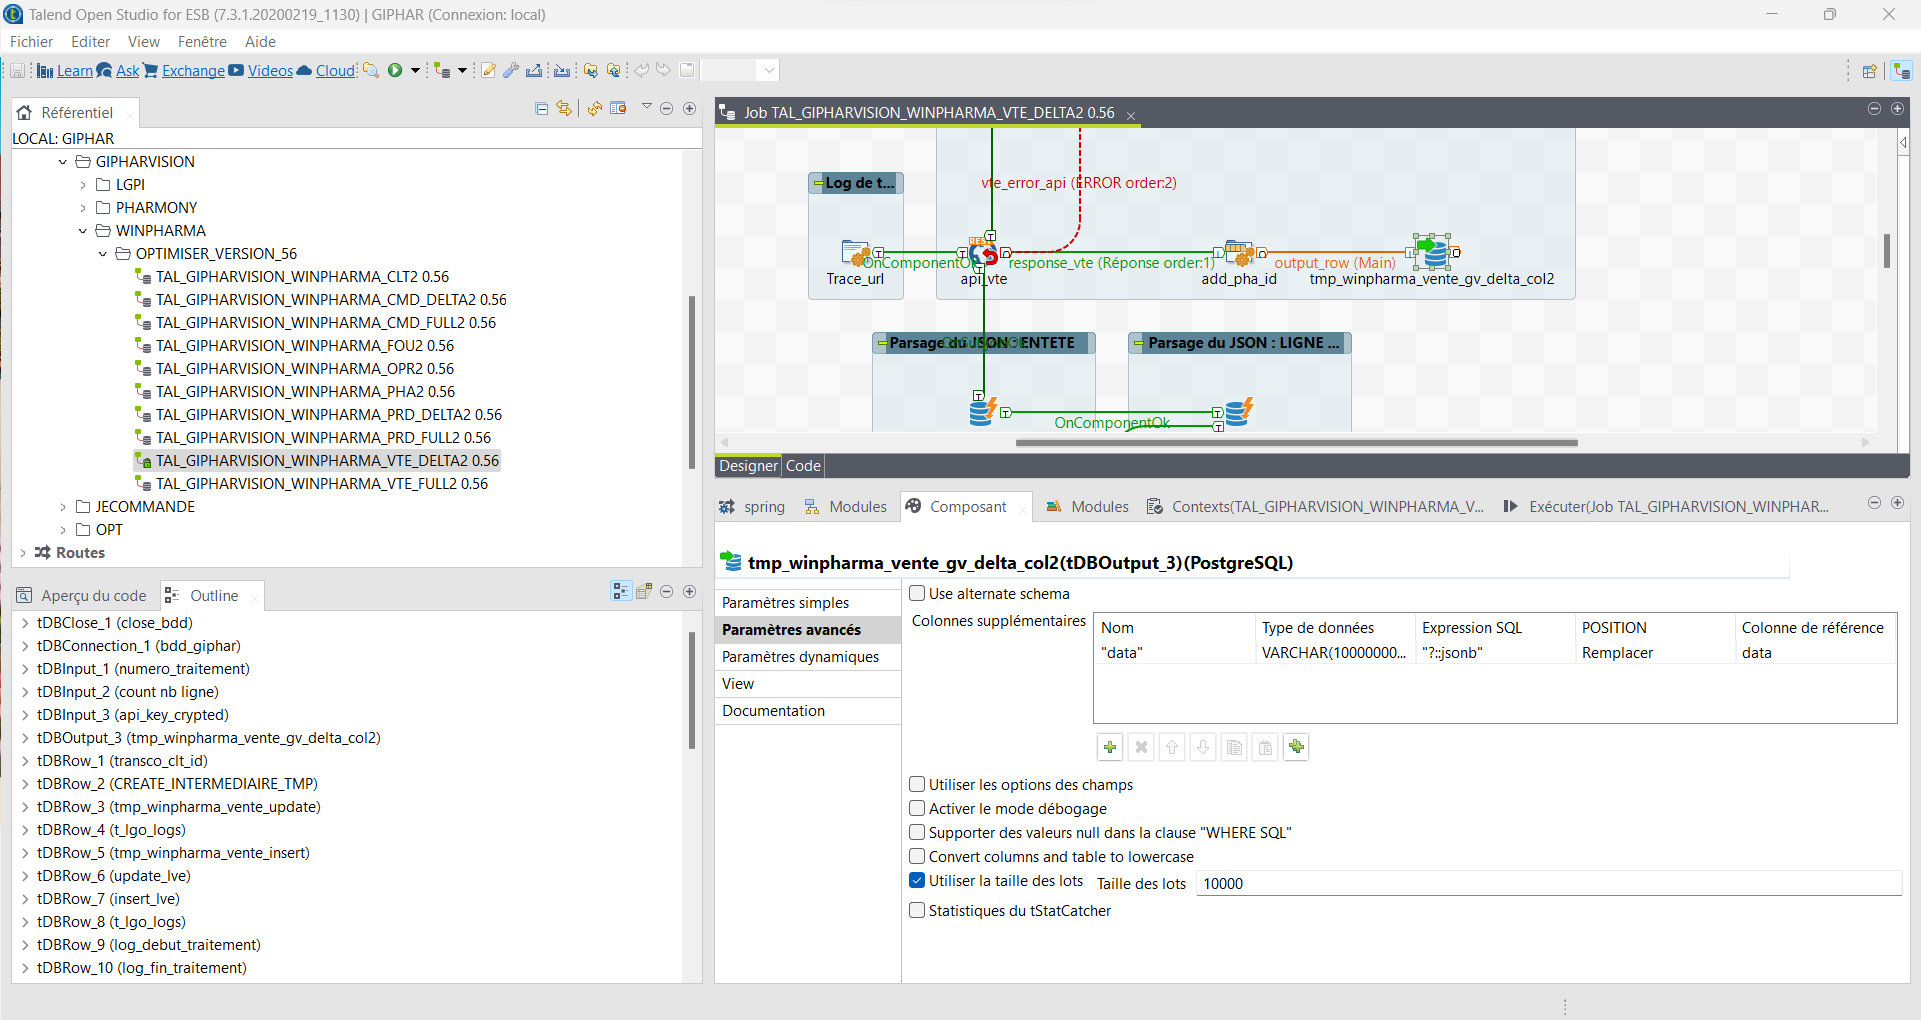 Talend Open Studio for ESB (7.3.1.20200219_1130) | GIPHAR (Connexion: local)
Fichier Editer View Fenêtre Aide
Learn Ask Exchange Videos Cloud
Référentiel
LOCAL: GIPHAR
GIPHARVISION
LGPI
PHARMONY
WINPHARMA
OPTIMISER_VERSION_56
TAL_GIPHARVISION_WINPHARMA_CLT2 0.56
TAL_GIPHARVISION_WINPHARMA_CMD_DELTA2 0.56
TAL_GIPHARVISION_WINPHARMA_CMD_FULL2 0.56
TAL_GIPHARVISION_WINPHARMA_FOU2 0.56
TAL_GIPHARVISION_WINPHARMA_OPR2 0.56
TAL_GIPHARVISION_WINPHARMA_PHA2 0.56
TAL_GIPHARVISION_WINPHARMA_PRD_DELTA2 0.56
TAL_GIPHARVISION_WINPHARMA_PRD_FULL2 0.56
TAL_GIPHARVISION_WINPHARMA_VTE_DELTA2 0.56
TAL_GIPHARVISION_WINPHARMA_VTE_FULL2 0.56
JECOMMANDE
OPT
Routes
Aperçu du code Outline
tDBClose_1 (close_bdd)
tDBConnection_1 (bdd_giphar)
tDBInput_1 (numero_traitement)
tDBInput_2 (count nb ligne)
tDBInput_3 (api_key_crypted)
tDBOutput_3 (tmp_winpharma_vente_gv_delta_col2)
tDBRow_1 (transco_clt_id)
tDBRow_2 (CREATE_INTERMEDIAIRE_TMP)
tDBRow_3 (tmp_winpharma_vente_update)
tDBRow_4 (t_lgo_logs)
tDBRow_5 (tmp_winpharma_vente_insert)
tDBRow_6 (update_lve)
tDBRow_7 (insert_lve)
tDBRow_8 (t_lgo_logs)
tDBRow_9 (log_debut_traitement)
tDBRow_10 (log_fin_traitement)
Job TAL_GIPHARVISION_WINPHARMA_VTE_DELTA2 0.56
Log de t...
vte_error_api (ERROR order:2)
REST
OnComponentOk
response_vte (Réponse order:1)
output_row (Main)
Trace_url
api_vte
add_pha_id
tmp_winpharma_vente_gv_delta_col2
Parsage du JSON : ENTETE
Parsage du JSON : LIGNE ...
OnComponentOk
Designer Code
spring Modules Composant Modules Contexts(TAL_GIPHARVISION_WINPHARMA_V... Exécuter(Job TAL_GIPHARVISION_WINPHAR...
tmp_winpharma_vente_gv_delta_col2(tDBOutput_3)(PostgreSQL)
Paramètres simples
Paramètres avancés
Paramètres dynamiques
View
Documentation
Use alternate schema
Colonnes supplémentaires
Nom Type de données Expression SQL POSITION Colonne de référence
"data" VARCHAR(10000000... "?::jsonb" Remplacer data
Utiliser les options des champs
Activer le mode débogage
Supporter des valeurs null dans la clause "WHERE SQL"
Convert columns and table to lowercase
Utiliser la taille des lots Taille des lots 10000
Statistiques du tStatCatcher